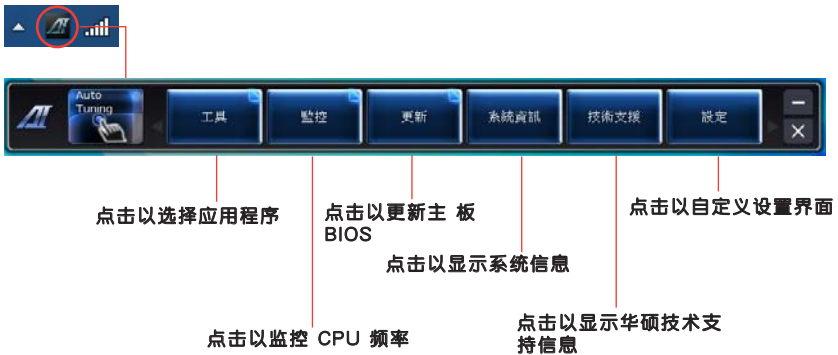 Auto
Tuning
工具
監控
更新
系統資訊
技術支援
設定
点击以选择应用程序
点击以更新主 板
BIOS
点击以自定义设置界面
点击以显示系统信息
点击以监控 CPU 频率
点击以显示华硕技术支
持信息